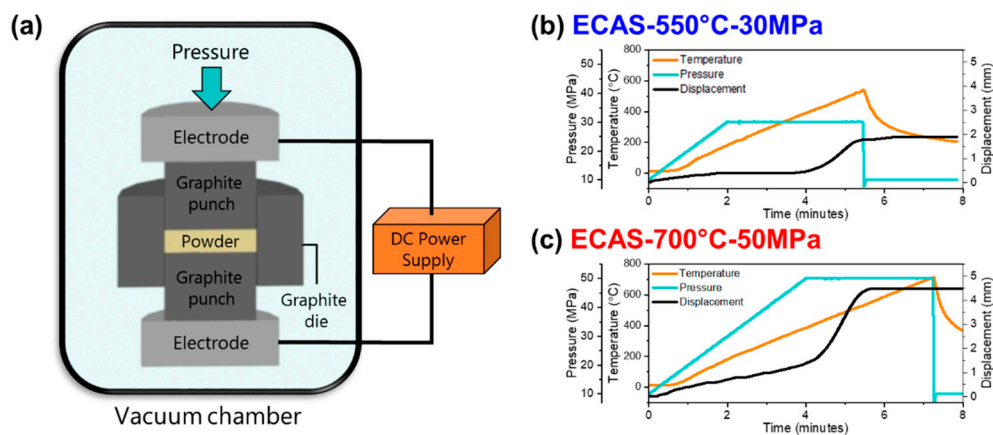 (a)
Pressure
Electrode
Graphite
punch
Powder
Graphite
punch
Electrode
Graphite
die
DC Power
Supply
Vacuum chamber
(b) ECAS-550°C-30MPa
Pressure (MPa)
50
40
30
20
10
Temperature (°C)
800
600
400
200
0
Temperature
Pressure
Displacement
5
4
3
2
1
0
Displacement (mm)
0 2 4 6 8
Time (minutes)
(c) ECAS-700°C-50MPa
Pressure (MPa)
50
40
30
20
10
Temperature (°C)
800
600
400
200
0
Temperature
Pressure
Displacement
5
4
3
2
1
0
Displacement (mm)
0 2 4 6 8
Time (minutes)